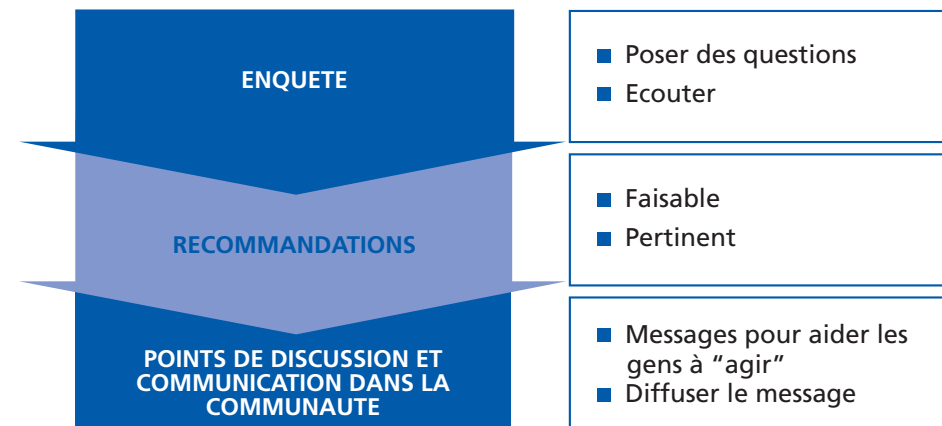 ENQUETE
■ Poser des questions
■ Ecouter
RECOMMANDATIONS
■ Faisable
■ Pertinent
POINTS DE DISCUSSION ET
COMMUNICATION DANS LA
COMMUNAUTE
■ Messages pour aider les
gens à “agir”
■ Diffuser le message